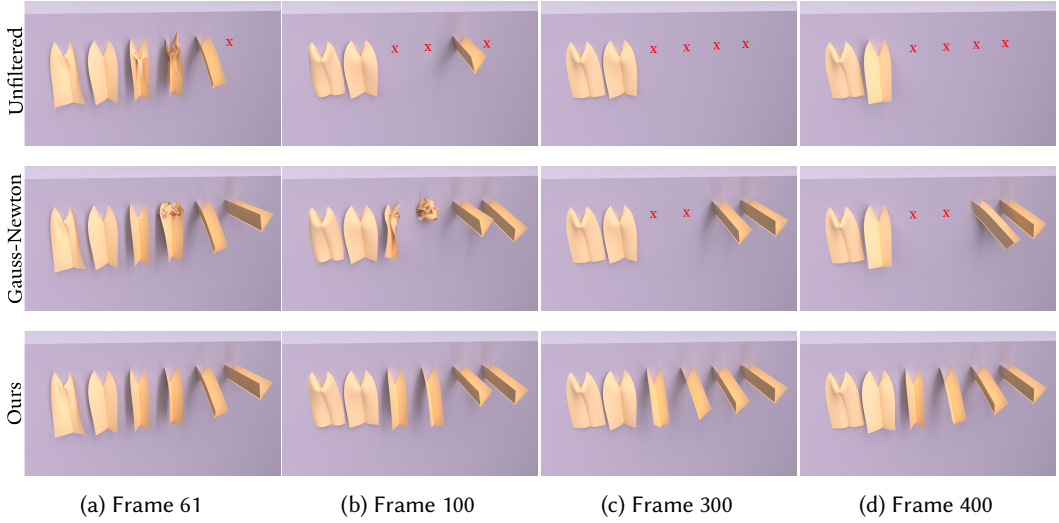 Unfiltered
x
x x x
x x x x
x x x x
Gauss-Newton
x x
x x
Ours
(a) Frame 61
(b) Frame 100
(c) Frame 300
(d) Frame 400